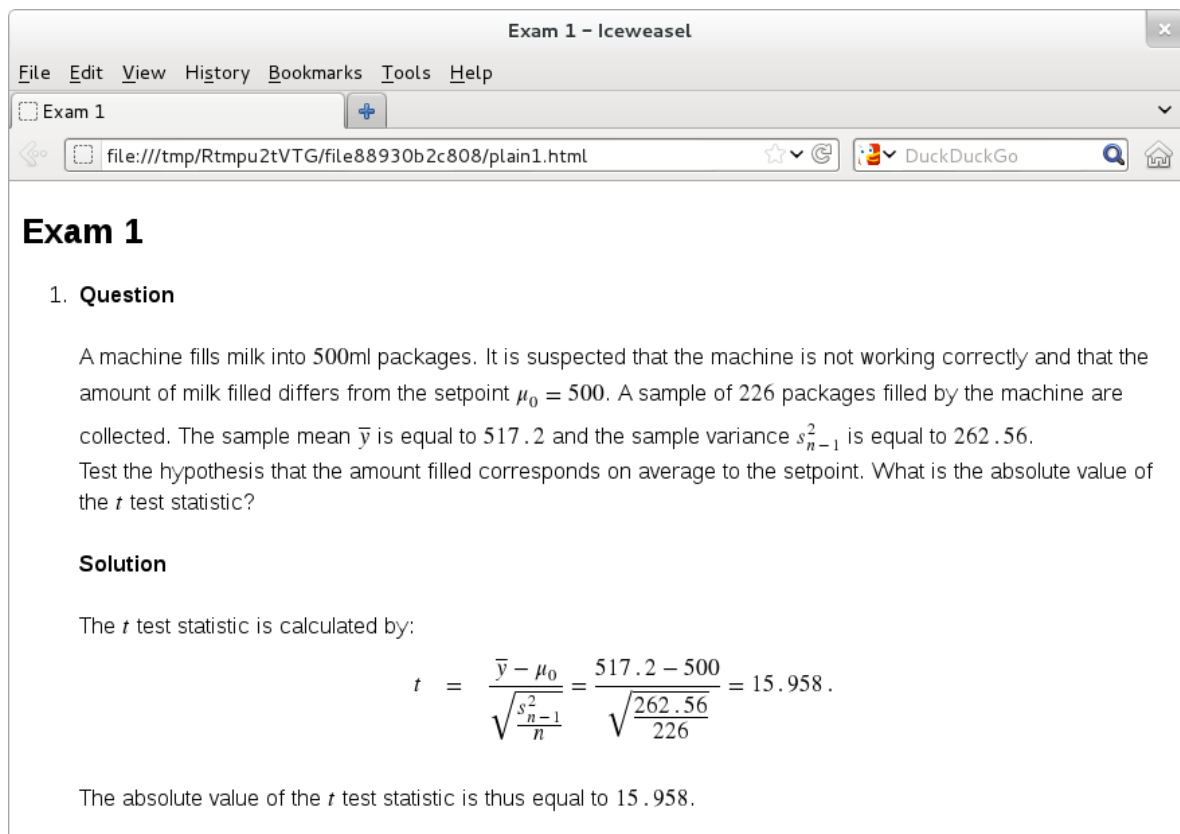 Exam 1 – Iceweasel
File Edit View History Bookmarks Tools Help
Exam 1
file:///tmp/Rtmpu2tVTG/file88930b2c808/plain1.html DuckDuckGo
Exam 1
1. Question
A machine fills milk into 500ml packages. It is suspected that the machine is not working correctly and that the
amount of milk filled differs from the setpoint μ₀ = 500. A sample of 226 packages filled by the machine are
collected. The sample mean y̅ is equal to 517.2 and the sample variance s²ₙ₋₁ is equal to 262.56.
Test the hypothesis that the amount filled corresponds on average to the setpoint. What is the absolute value of
the t test statistic?
Solution
The t test statistic is calculated by:
t = (y̅ − μ₀) / √(s²ₙ₋₁ / n) = (517.2 − 500) / √(262.56 / 226) = 15.958.
The absolute value of the t test statistic is thus equal to 15.958.